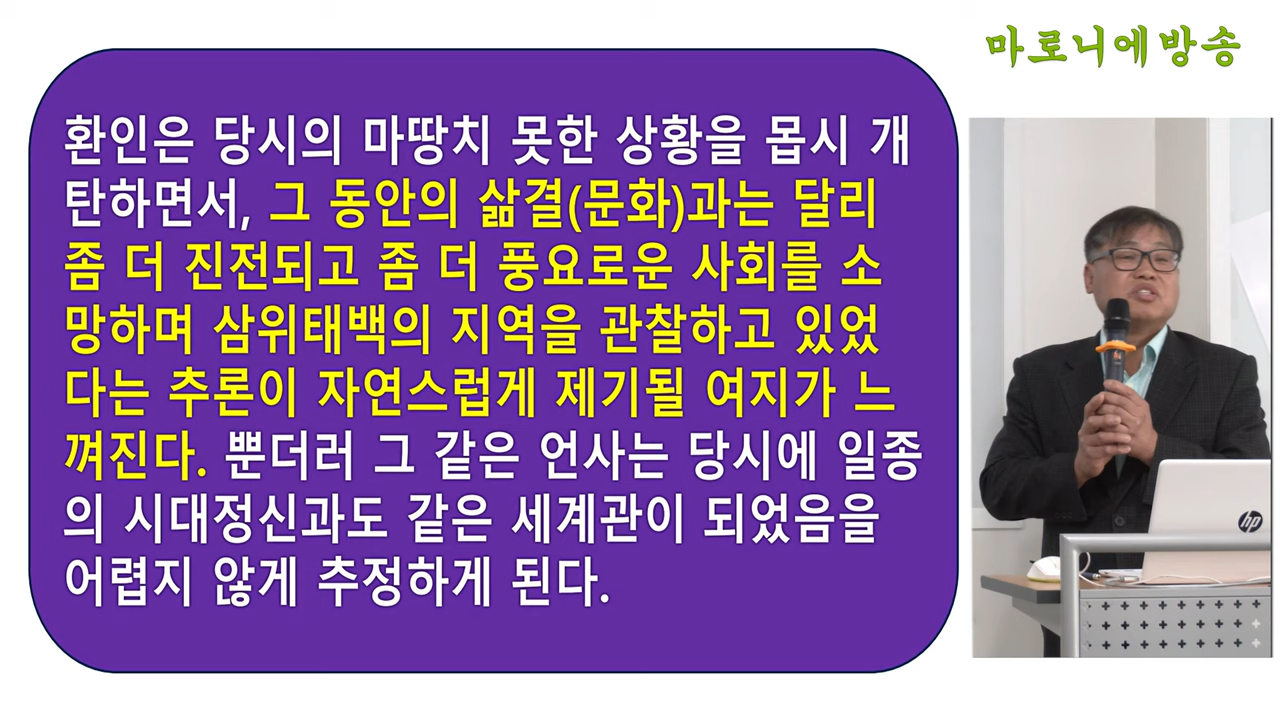 마로니에방송
환인은 당시의 마땅치 못한 상황을 몹시 개
탄하면서, 그 동안의 삶결(문화)과는 달리
좀 더 진전되고 좀 더 풍요로운 사회를 소
망하며 삼위태백의 지역을 관찰하고 있었
다는 추론이 자연스럽게 제기될 여지가 느
껴진다. 뿐더러 그 같은 언사는 당시에 일종
의 시대정신과도 같은 세계관이 되었음을
어렵지 않게 추정하게 된다.
hp